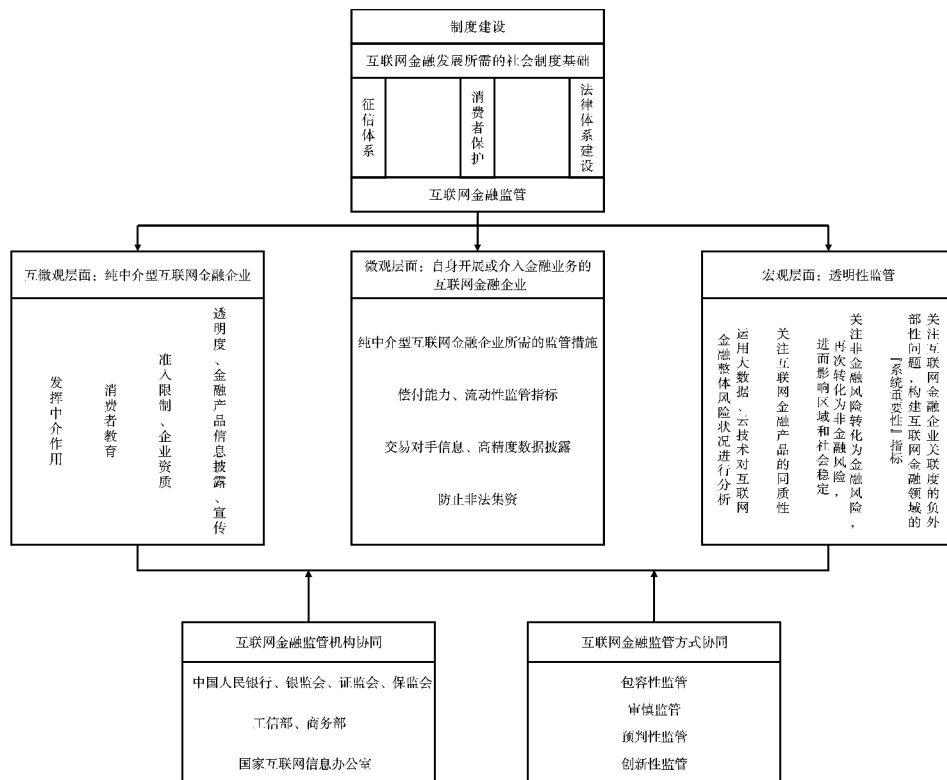 制度建设
互联网金融发展所需的社会制度基础
征信体系
消费者保护
法律体系建设
互联网金融监管
互微观层面：纯中介型互联网金融企业
发挥中介作用
消费者教育
准入限制、企业资质
透明度、金融产品信息披露、宣传
微观层面：自身开展或介入金融业务的
互联网金融企业
纯中介型互联网金融企业所需的监管措施
偿付能力、流动性监管指标
交易对手信息、高精度数据披露
防止非法集资
宏观层面：透明性监管
关注互联网金融企业关联度的负外
部性问题，构建互联网金融领域的
『系统重要性』指标
关注非金融风险转化为金融风险，
再次转化为非金融风险，
进而影响区域和社会稳定
关注互联网金融产品的同质性
运用大数据、云技术对互联网
金融整体风险状况进行分析
互联网金融监管机构协同
中国人民银行、银监会、证监会、保监会
工信部、商务部
国家互联网信息办公室
互联网金融监管方式协同
包容性监管
审慎监管
预判性监管
创新性监管